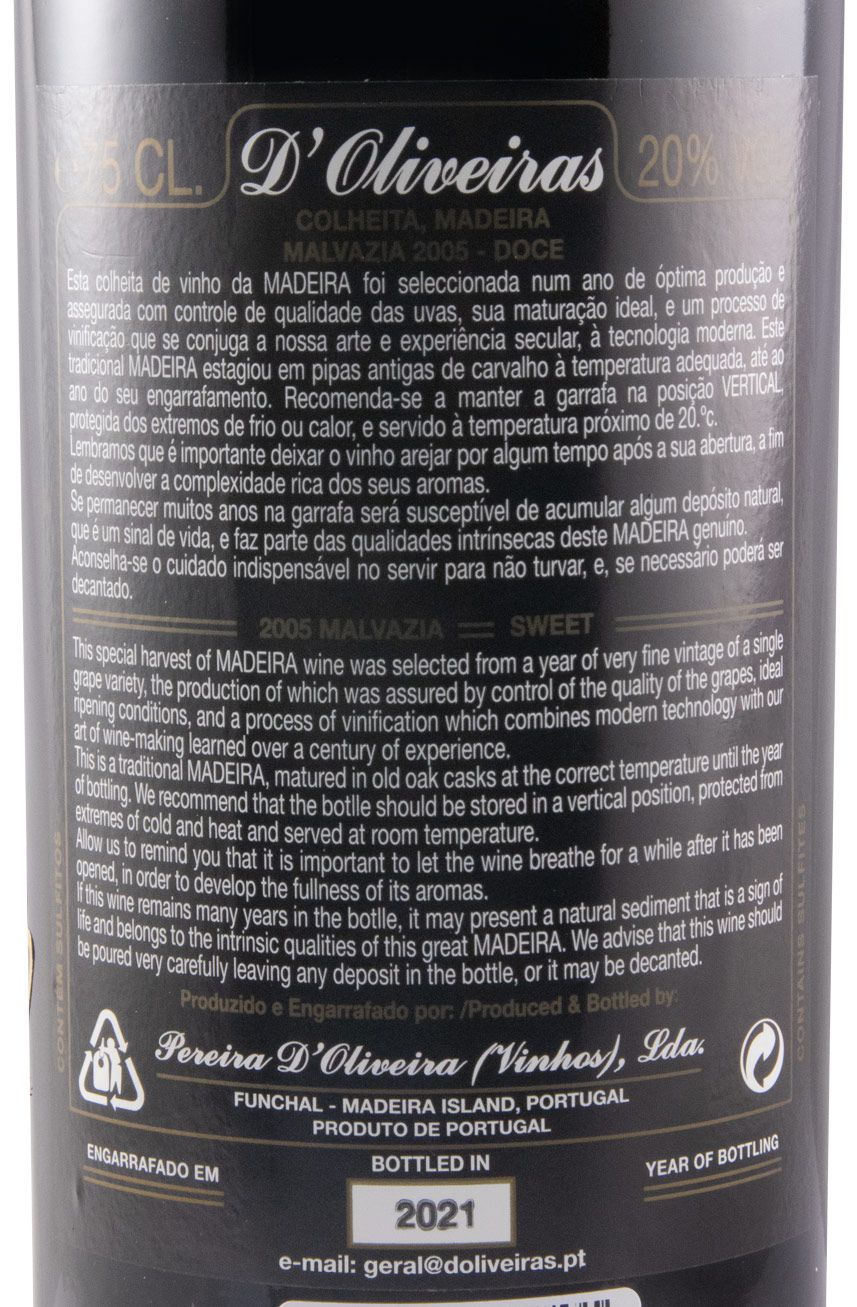 75 CL. D'Oliveiras 20%
COLHEITA, MADEIRA
MALVAZIA 2005 - DOCE
Esta colheita de vinho da MADEIRA foi seleccionada num ano de óptima produção e
assegurada com controle de qualidade das uvas, sua maturação ideal, e um processo de
vinificação que se conjuga a nossa arte e experiência secular, à tecnologia moderna. Este
tradicional MADEIRA estagiou em pipas antigas de carvalho à temperatura adequada, até ao
ano do seu engarrafamento. Recomenda-se a manter a garrafa na posição VERTICAL,
protegida dos extremos de frio ou calor, e servido à temperatura próximo de 20.ºc.
Lembramos que é importante deixar o vinho arejar por algum tempo após a sua abertura, a fim
de desenvolver a complexidade rica dos seus aromas.
Se permanecer muitos anos na garrafa será susceptível de acumular algum depósito natural,
que é um sinal de vida, e faz parte das qualidades intrínsecas deste MADEIRA genuíno.
Aconselha-se o cuidado indispensável no servir para não turvar, e, se necessário poderá ser
decantado.
2005 MALVAZIA SWEET
This special harvest of MADEIRA wine was selected from a year of very fine vintage of a single
grape variety, the production of which was assured by control of the quality of the grapes, ideal
ripening conditions, and a process of vinification which combines modern technology with our
art of wine-making learned over a century of experience.
This is a traditional MADEIRA, matured in old oak casks at the correct temperature until the year
of bottling. We recommend that the botlle should be stored in a vertical position, protected from
extremes of cold and heat and served at room temperature.
Allow us to remind you that it is important to let the wine breathe for a while after it has been
opened, in order to develop the fullness of its aromas.
If this wine remains many years in the botlle, it may present a natural sediment that is a sign of
life and belongs to the intrinsic qualities of this great MADEIRA. We advise that this wine should
be poured very carefully leaving any deposit in the bottle, or it may be decanted.
CONTÉM SULFITOS
CONTAINS SULFITES
Produzido e Engarrafado por: /Produced & Bottled by:
Pereira D'Oliveira (Vinhos), Lda.
FUNCHAL - MADEIRA ISLAND, PORTUGAL
PRODUTO DE PORTUGAL
ENGARRAFADO EM BOTTLED IN YEAR OF BOTTLING
2021
e-mail: geral@doliveiras.pt